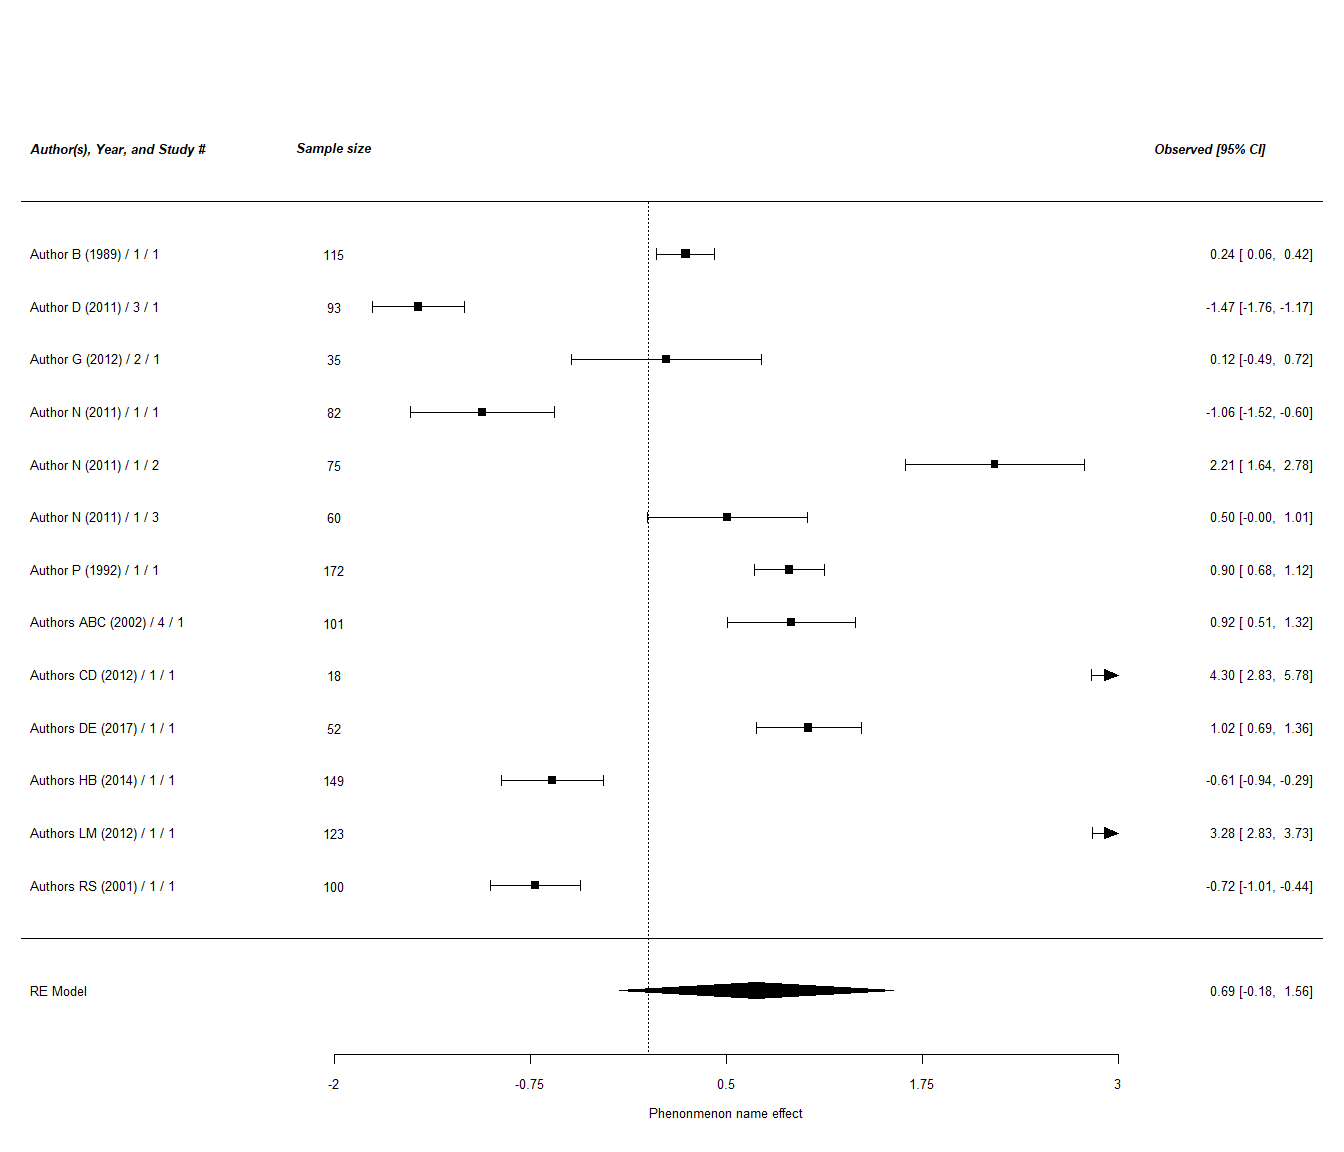 Author(s), Year, and Study # Sample size Observed [95% CI]
Author B (1989) / 1 / 1 115 0.24 [ 0.06, 0.42]
Author D (2011) / 3 / 1 93 -1.47 [-1.76, -1.17]
Author G (2012) / 2 / 1 35 0.12 [-0.49, 0.72]
Author N (2011) / 1 / 1 82 -1.06 [-1.52, -0.60]
Author N (2011) / 1 / 2 75 2.21 [ 1.64, 2.78]
Author N (2011) / 1 / 3 60 0.50 [-0.00, 1.01]
Author P (1992) / 1 / 1 172 0.90 [ 0.68, 1.12]
Authors ABC (2002) / 4 / 1 101 0.92 [ 0.51, 1.32]
Authors CD (2012) / 1 / 1 18 4.30 [ 2.83, 5.78]
Authors DE (2017) / 1 / 1 52 1.02 [ 0.69, 1.36]
Authors HB (2014) / 1 / 1 149 -0.61 [-0.94, -0.29]
Authors LM (2012) / 1 / 1 123 3.28 [ 2.83, 3.73]
Authors RS (2001) / 1 / 1 100 -0.72 [-1.01, -0.44]
RE Model 0.69 [-0.18, 1.56]
-2 -0.75 0.5 1.75 3
Phenonmenon name effect